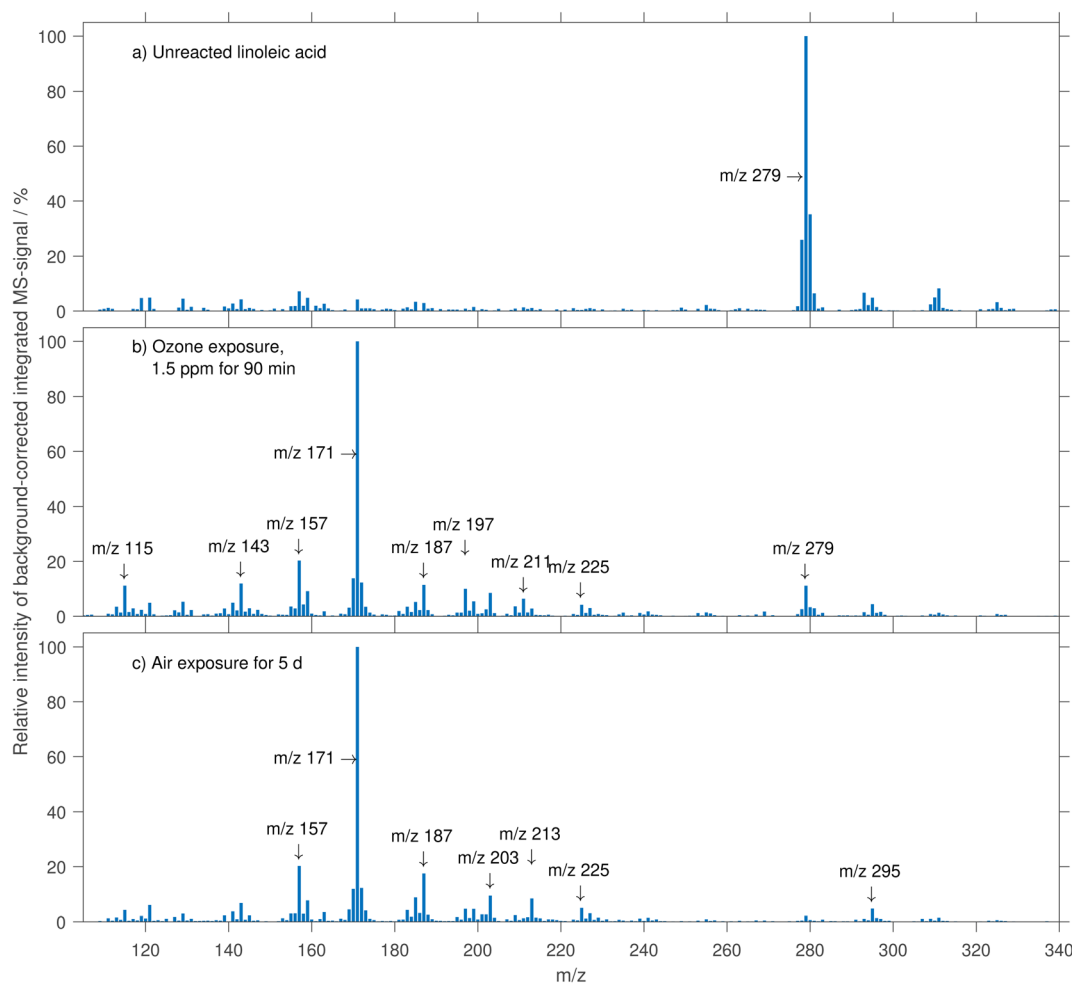 Relative intensity of background-corrected integrated MS-signal / %
100
80
60
40
20
0
a) Unreacted linoleic acid
m/z 279 →
100
80
60
40
20
0
b) Ozone exposure,
1.5 ppm for 90 min
m/z 171 →
m/z 115
m/z 143
m/z 157
m/z 187
m/z 197
m/z 211
m/z 225
m/z 279
100
80
60
40
20
0
c) Air exposure for 5 d
m/z 171 →
m/z 157
m/z 187
m/z 203
m/z 213
m/z 225
m/z 295
120 140 160 180 200 220 240 260 280 300 320 340
m/z